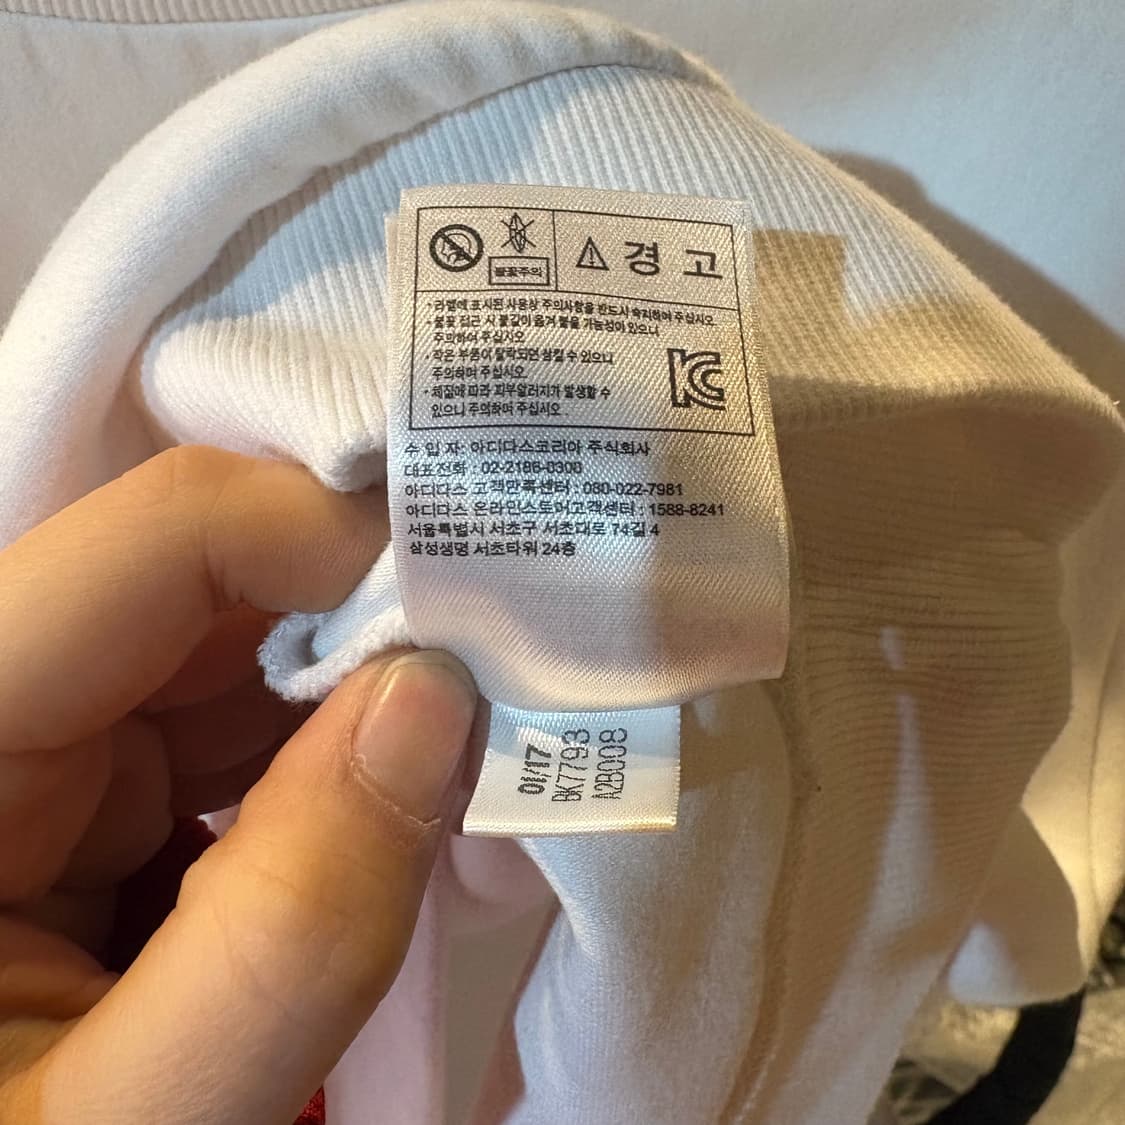 불꽃주의
경 고
· 라벨에 표시된 사용상 주의사항을 반드시 숙지하여 주십시오
· 불꽃 접근 시 불길이 옮겨 붙을 가능성이 있으니
주의하여 주십시오
· 작은 부품이 탈락되면 삼킬 수 있으니
주의하여 주십시오
· 체질에 따라 피부알러지가 발생할 수
있으니 주의하여 주십시오
KC
수 입 자: 아디다스코리아 주식회사
대표전화 : 02-2186-0300
아디다스 고객만족센터 : 080-022-7981
아디다스 온라인스토어고객센터 : 1588-8241
서울특별시 서초구 서초대로 74길 4
삼성생명 서초타워 24층
01/17
BK7793
A2B008